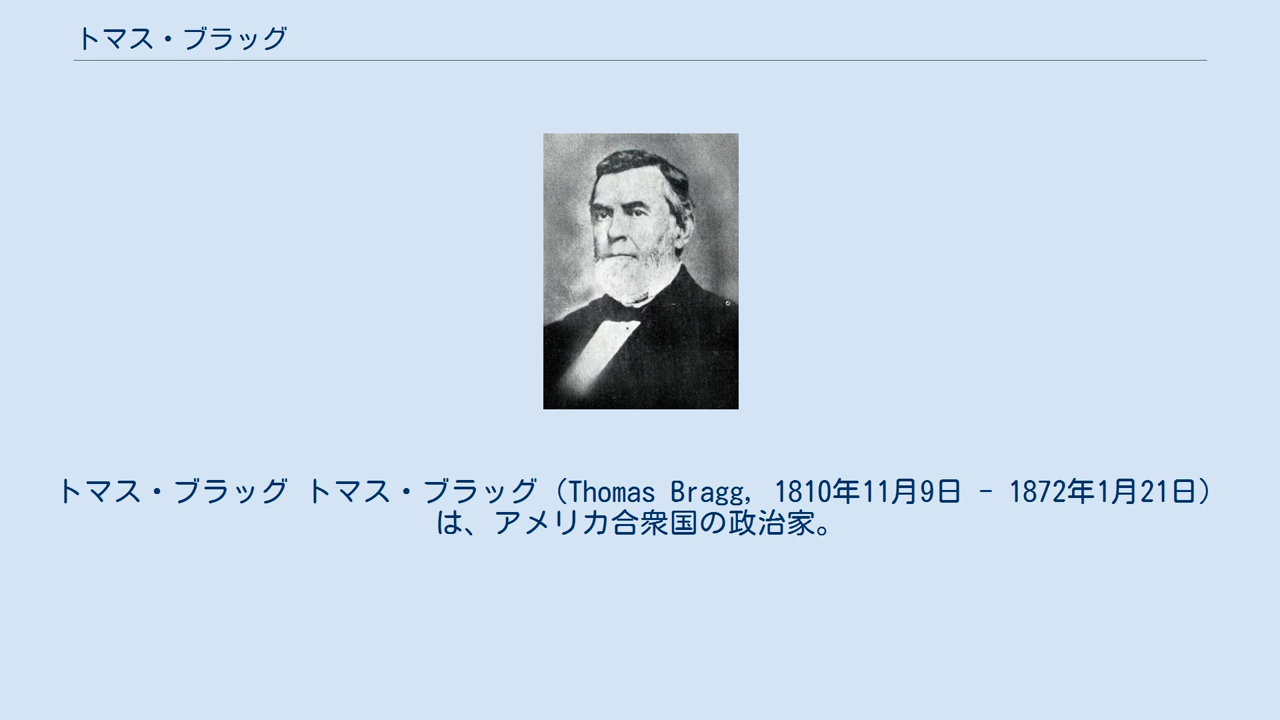 トマス・ブラッグ
トマス・ブラッグ トマス・ブラッグ（Thomas Bragg, 1810年11月9日 - 1872年1月21日）
は、アメリカ合衆国の政治家。